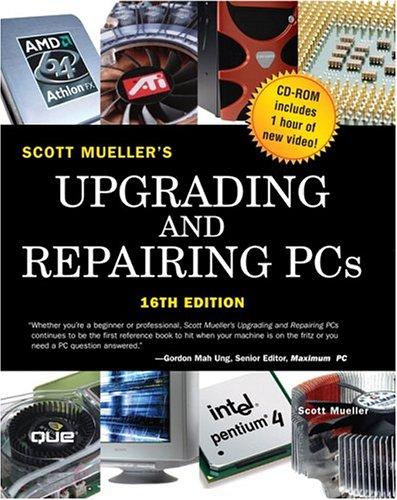 AMD
64
Athlon FX
ATi
CD-ROM
includes
1 hour of
new video!
SCOTT MUELLER'S
UPGRADING
AND
REPAIRING PCs
16TH EDITION
"Whether you're a beginner or professional, Scott Mueller's Upgrading and Repairing PCs
continues to be the first reference book to hit when your machine is on the fritz or you
need a PC question answered."
—Gordon Mah Ung, Senior Editor, Maximum PC
QUE
intel
pentium 4
Scott Mueller